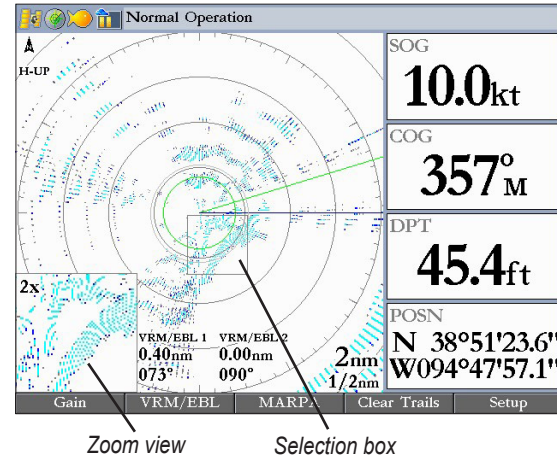 Normal Operation
H-UP
SOG
10.0kt
COG
357°M
DPT
45.4ft
POSN
N 38°51'23.6"
W094°47'57.1"
2x
VRM/EBL 1 VRM/EBL 2
0.40nm 0.00nm
073° 090°
2nm
1/2nm
Gain VRM/EBL MARPA Clear Trails Setup
Zoom view Selection box